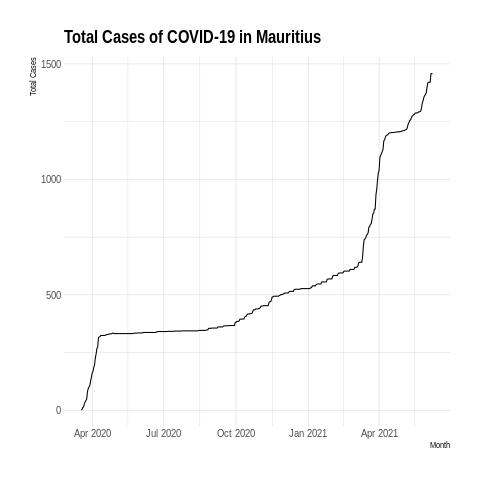 Total Cases of COVID-19 in Mauritius
Total Cases
1500
1000
500
0
Apr 2020 Jul 2020 Oct 2020 Jan 2021 Apr 2021
Month